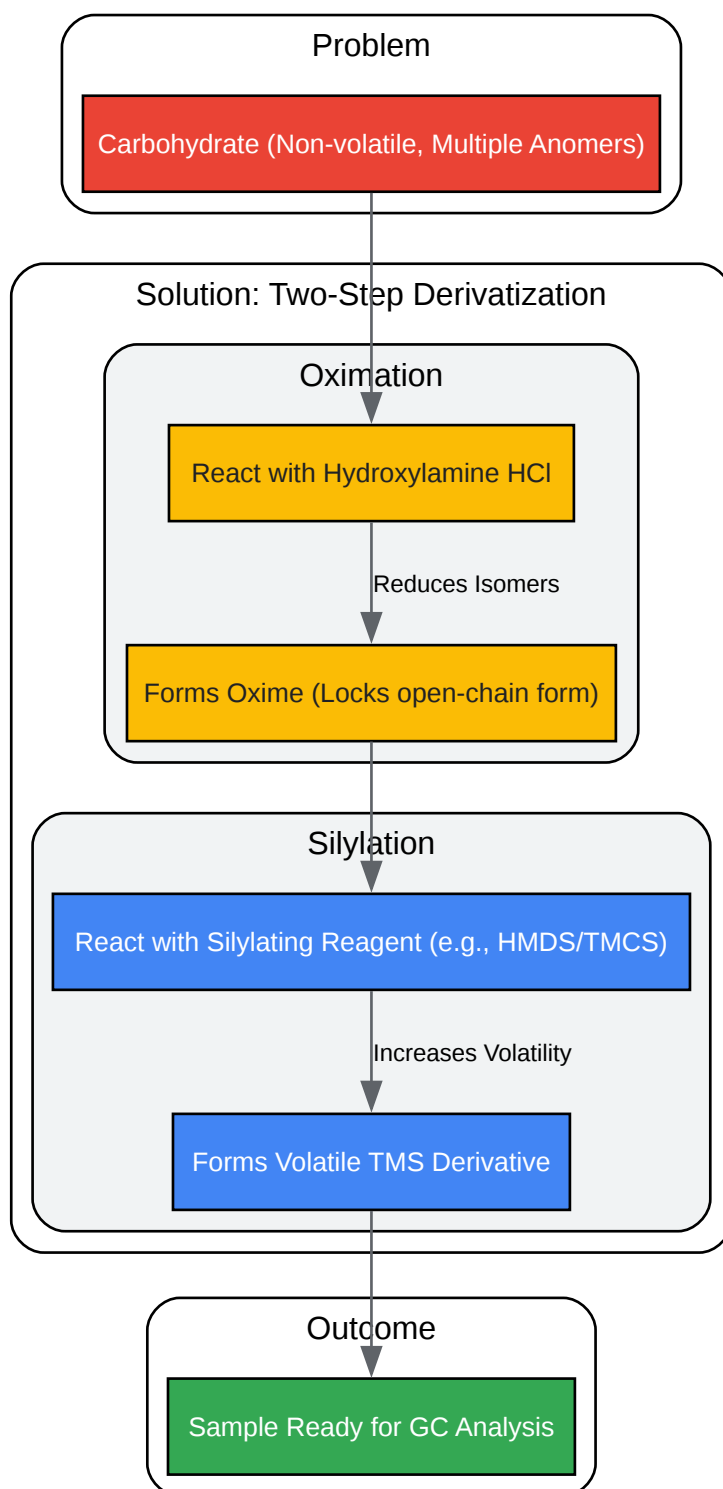 Problem
Carbohydrate (Non-volatile, Multiple Anomers)
Solution: Two-Step Derivatization
Oximation
React with Hydroxylamine HCl
Reduces Isomers
Forms Oxime (Locks open-chain form)
Silylation
React with Silylating Reagent (e.g., HMDS/TMCS)
Increases Volatility
Forms Volatile TMS Derivative
Outcome
Sample Ready for GC Analysis